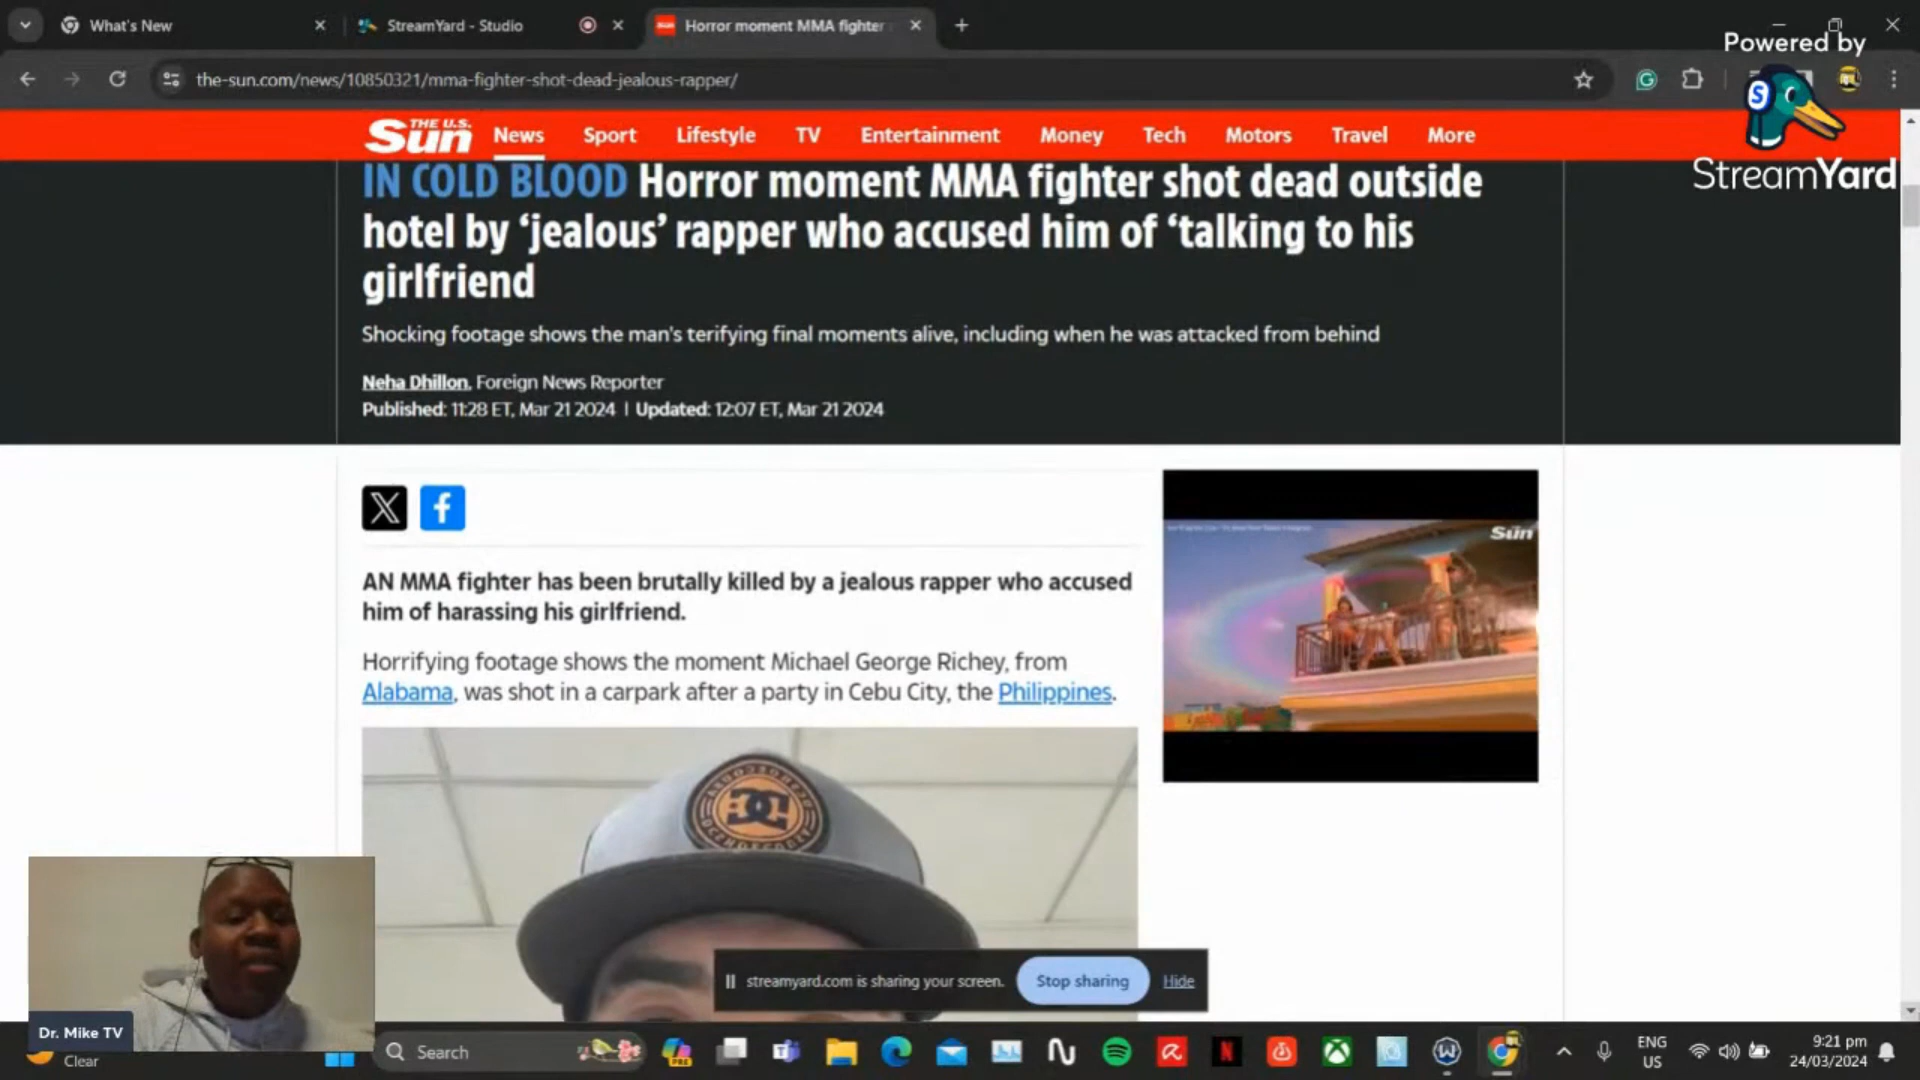 What's New
StreamYard - Studio
Horror moment MMA fighter
Powered by
StreamYard
the-sun.com/news/10850321/mma-fighter-shot-dead-jealous-rapper/
THE U.S.
Sun
News Sport Lifestyle TV Entertainment Money Tech Motors Travel More
IN COLD BLOOD Horror moment MMA fighter shot dead outside
hotel by ‘jealous’ rapper who accused him of ‘talking to his
girlfriend
Shocking footage shows the man's terifying final moments alive, including when he was attacked from behind
Neha Dhillon, Foreign News Reporter
Published: 11:28 ET, Mar 21 2024 | Updated: 12:07 ET, Mar 21 2024
Sun
AN MMA fighter has been brutally killed by a jealous rapper who accused
him of harassing his girlfriend.
Horrifying footage shows the moment Michael George Richey, from
Alabama, was shot in a carpark after a party in Cebu City, the Philippines.
streamyard.com is sharing your screen.
Stop sharing
Hide
Dr. Mike TV
Clear
Search
PRE
ENG
US
9:21 pm
24/03/2024